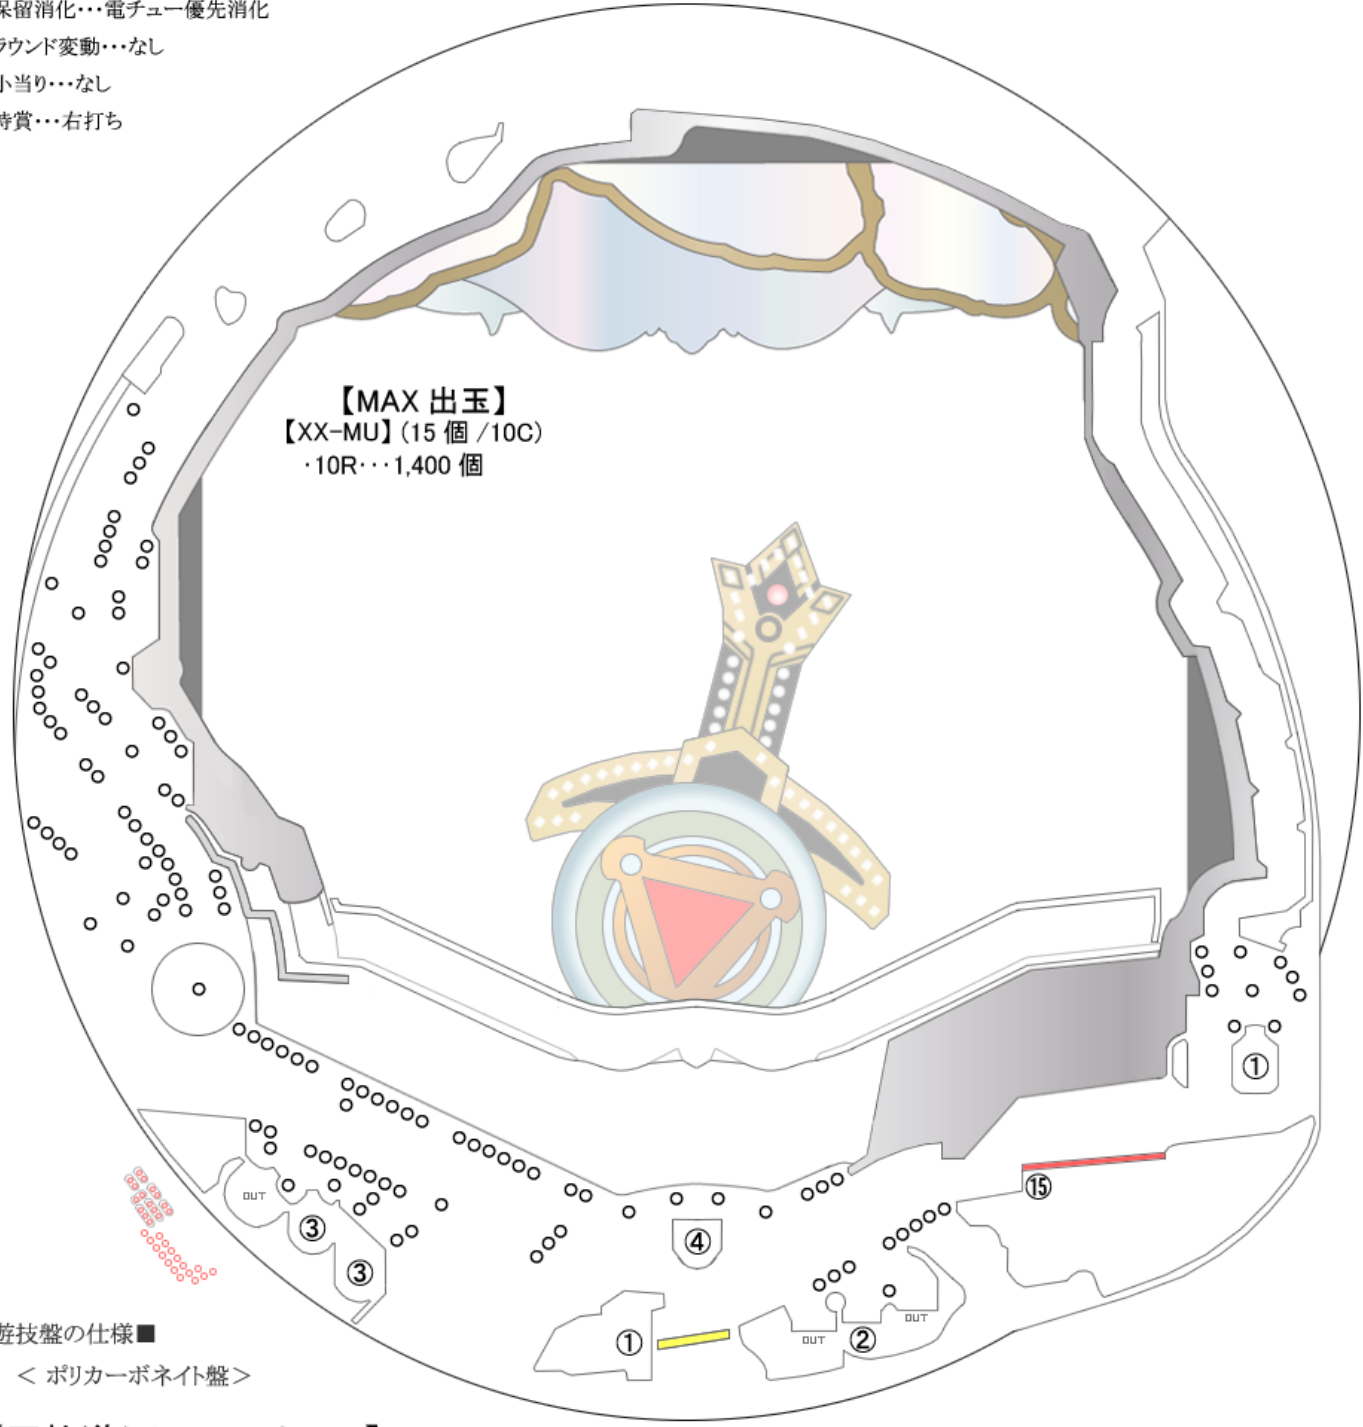 保留消化･･･電チュー優先消化
ラウンド変動･･･なし
小当り･･･なし
特賞･･･右打ち
【MAX 出玉】
【XX-MU】(15 個 /10C)
･10R･･･1,400 個
①
⑮
OUT
③
④
③
OUT
①
OUT
②
遊技盤の仕様■
＜ ポリカーボネイト盤＞